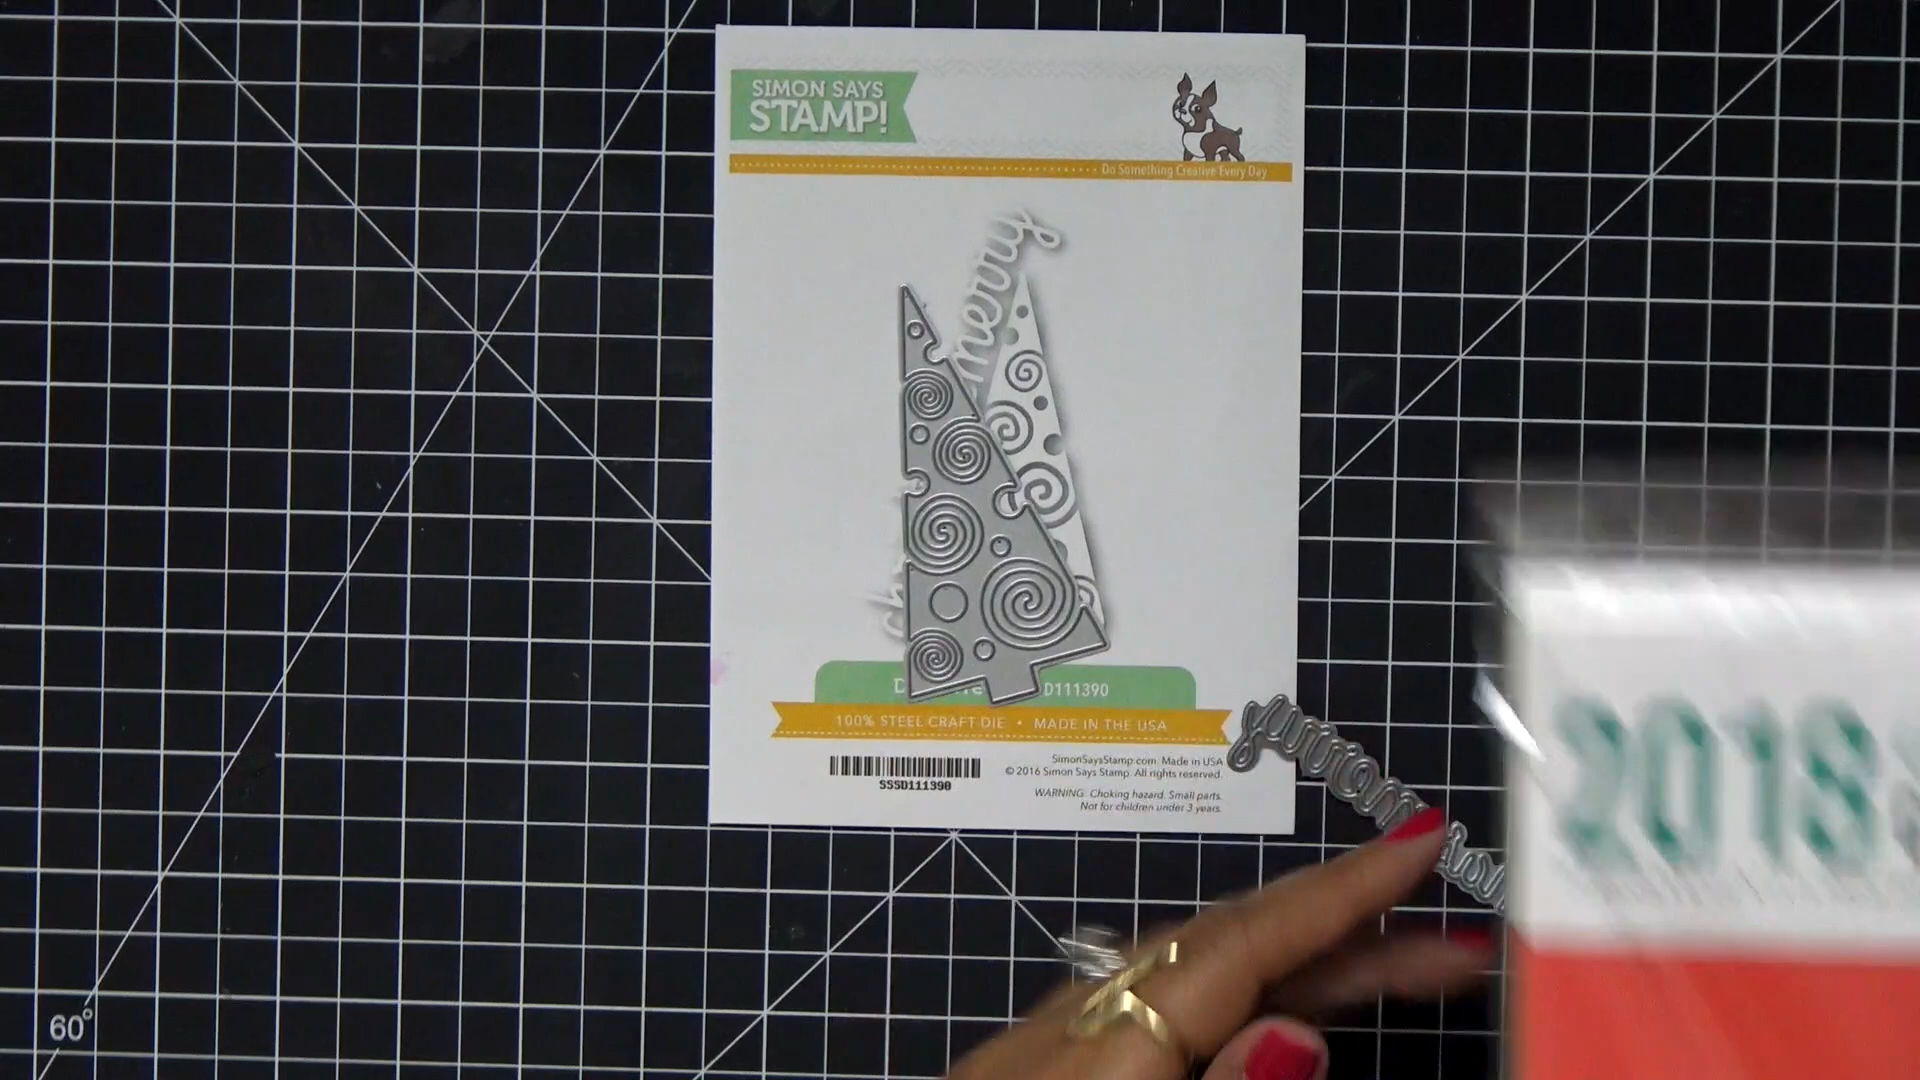 SIMON SAYS
STAMP!
Do Something Creative Every Day
merry
D111390
100% STEEL CRAFT DIE • MADE IN THE USA
SimonSaysStamp.com. Made in USA
© 2016 Simon Says Stamp. All rights reserved.
SSSD111390
WARNING: Choking hazard. Small parts.
Not for children under 3 years.
2018
60°